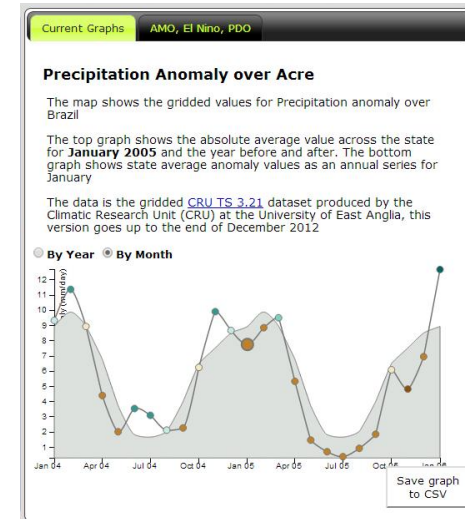 Current Graphs
AMO, El Nino, PDO
Precipitation Anomaly over Acre
The map shows the gridded values for Precipitation anomaly over
Brazil
The top graph shows the absolute average value across the state
for January 2005 and the year before and after. The bottom
graph shows state average anomaly values as an annual series for
January
The data is the gridded CRU TS 3.21 dataset produced by the
Climatic Research Unit (CRU) at the University of East Anglia, this
version goes up to the end of December 2012
By Year
By Month
12
11
10
9
8
7
6
5
4
3
2
1
Jan 04
Apr 04
Jul 04
Oct 04
Jan 05
Apr 05
Jul 05
Save graph
to CSV